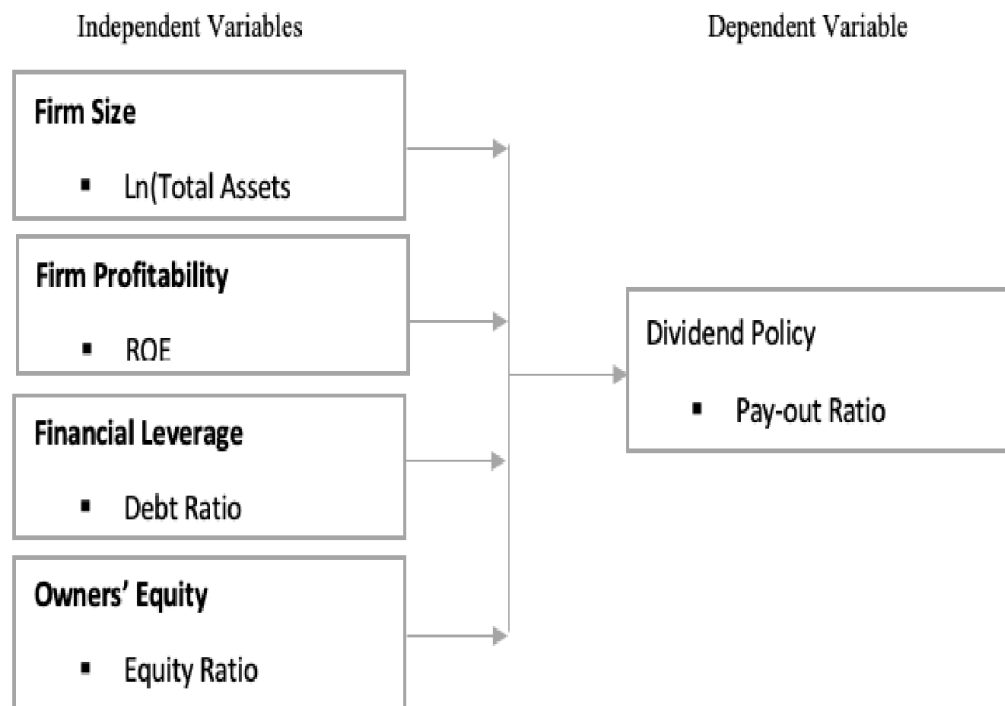 Independent Variables
Dependent Variable
Firm Size
▪ Ln(Total Assets
Firm Profitability
▪ ROE
Financial Leverage
▪ Debt Ratio
Owners’ Equity
▪ Equity Ratio
Dividend Policy
▪ Pay-out Ratio